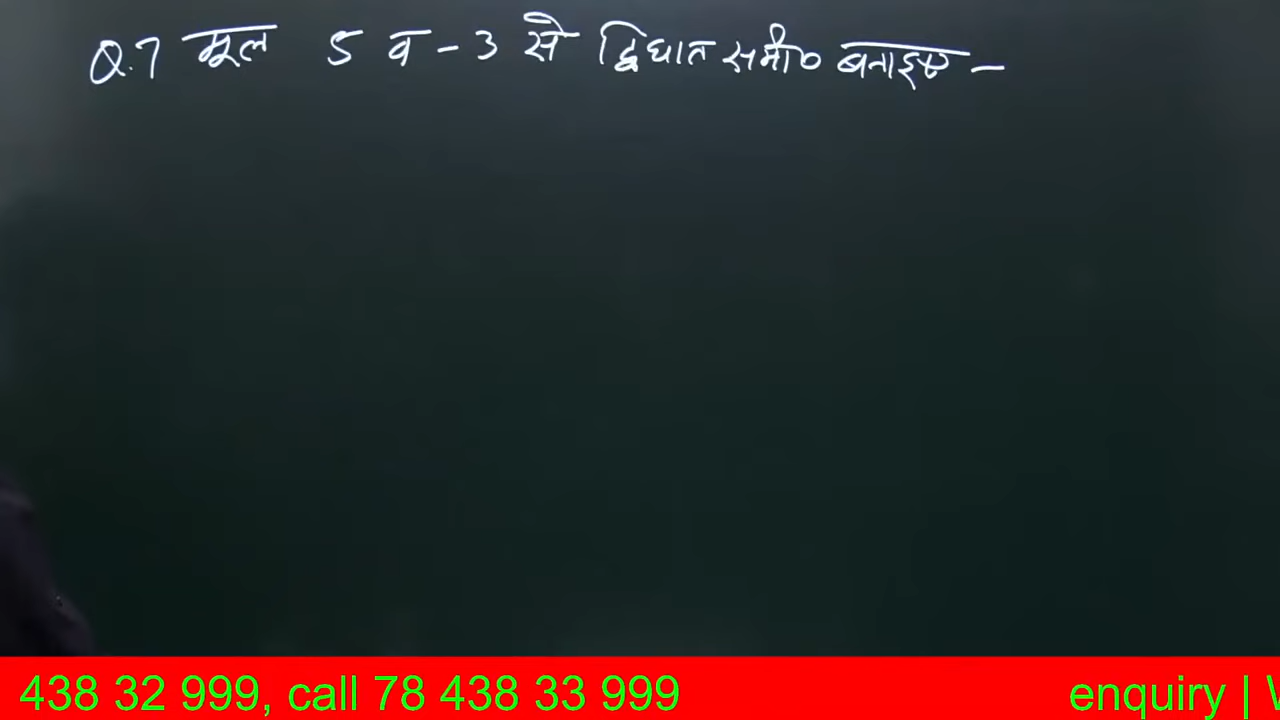 Q.7 मूल 5 व -3 से द्विघात समी० बनाइए -
438 32 999, call 78 438 33 999 enquiry |